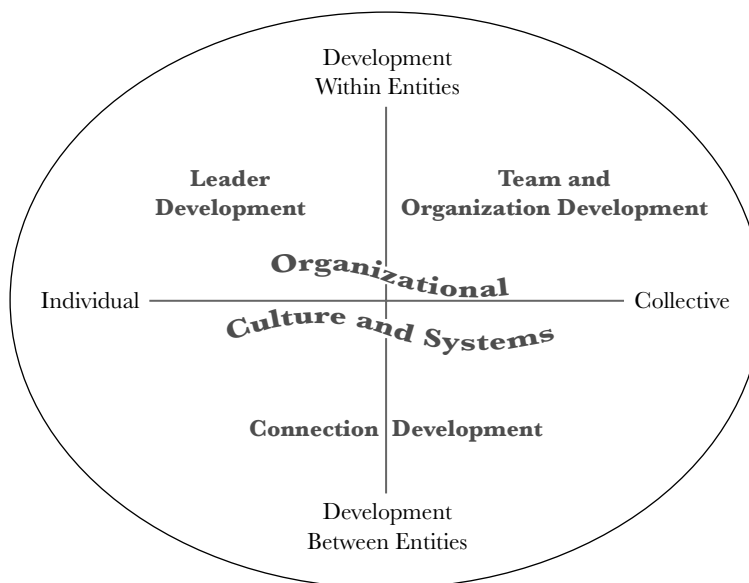 Development
Within Entities
Leader
Development
Team and
Organization Development
Organizational
Individual
Collective
Culture and Systems
Connection Development
Development
Between Entities